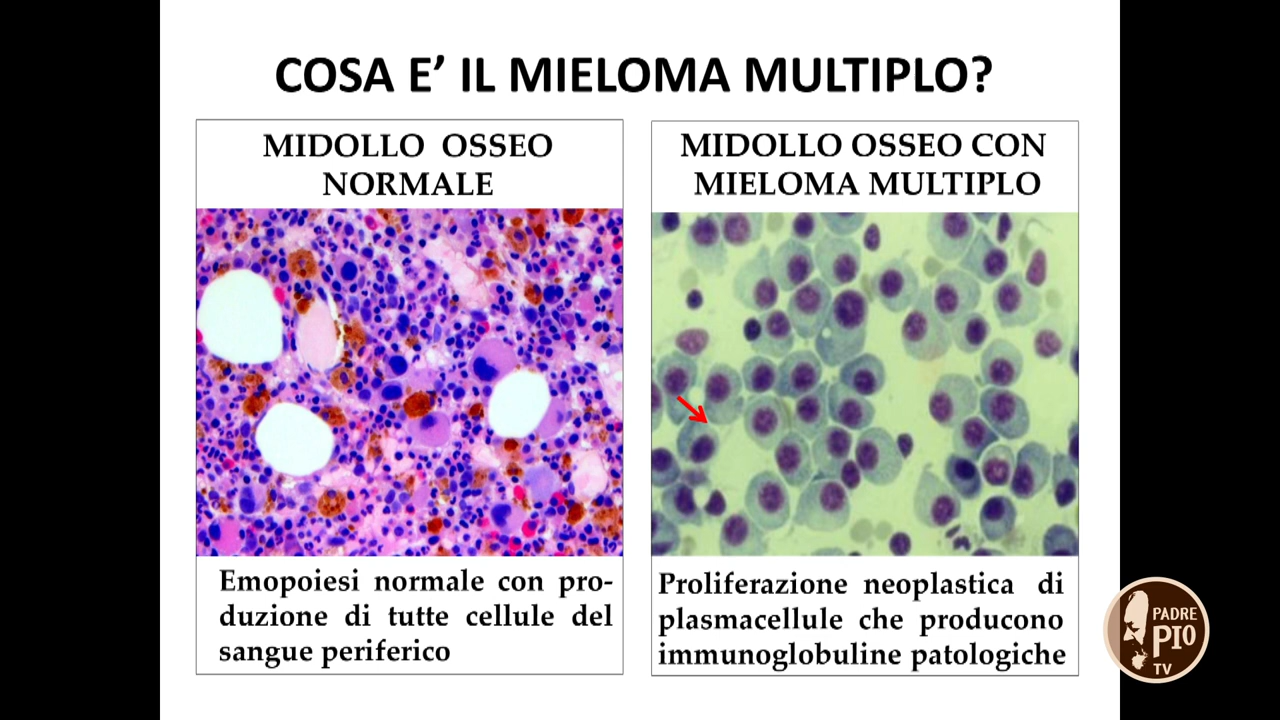 COSA E’ IL MIELOMA MULTIPLO?
MIDOLLO OSSEO
NORMALE
Emopoiesi normale con pro-
duzione di tutte cellule del
sangue periferico
MIDOLLO OSSEO CON
MIELOMA MULTIPLO
Proliferazione neoplastica di
plasmacellule che producono
immunoglobuline patologiche
PADRE
PIO
TV